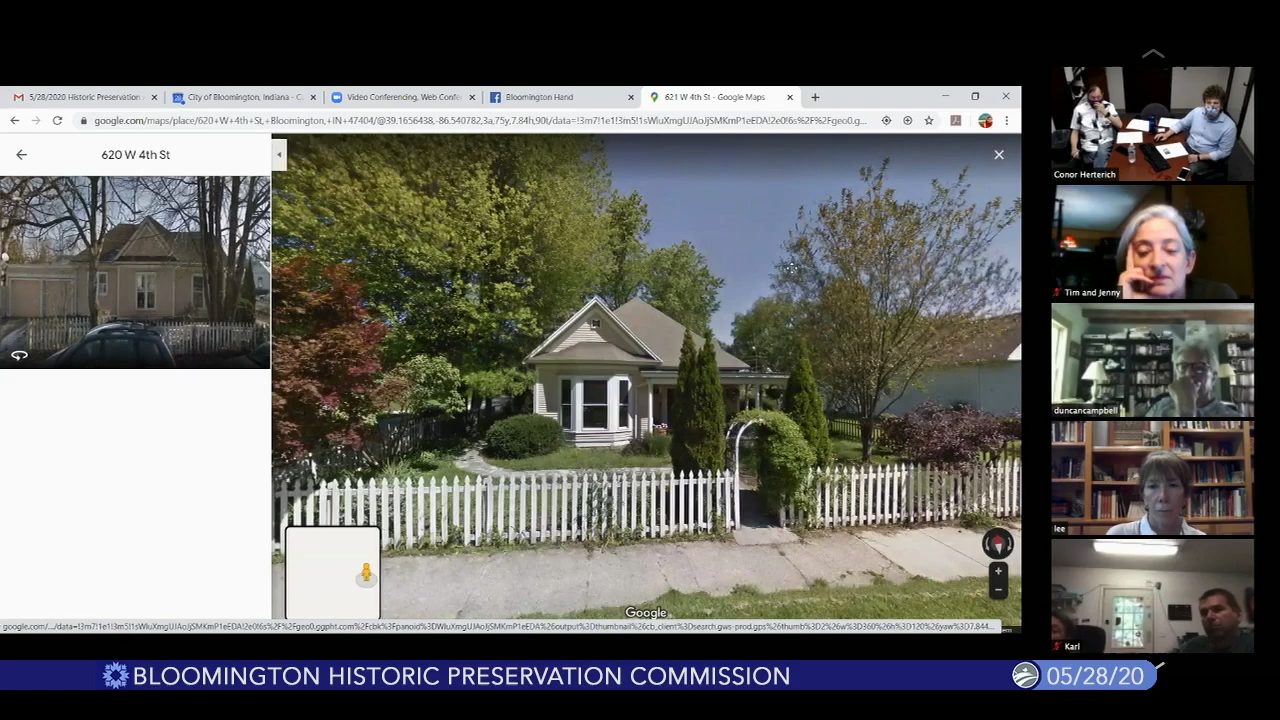 5/28/2020 Historic Preservation
City of Bloomington, Indiana - C
Video Conferencing, Web Confe
Bloomington Hand
621 W 4th St - Google Maps
620 W 4th St
Google
Conor Herterich
Tim and Jenny
duncancampbell
lee
Karl
BLOOMINGTON HISTORIC PRESERVATION COMMISSION
05/28/20